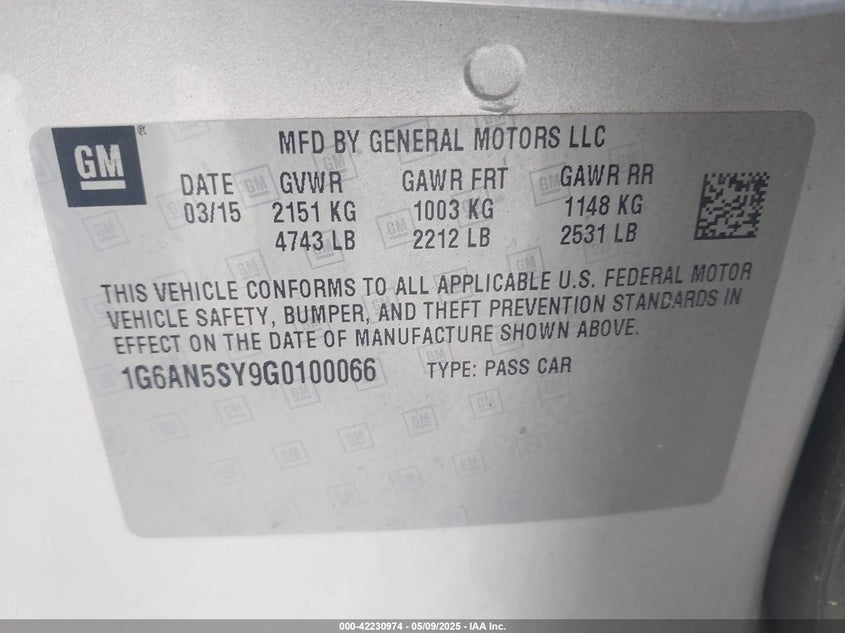 GM
MFD BY GENERAL MOTORS LLC
DATE GVWR GAWR FRT GAWR RR
03/15 2151 KG 1003 KG 1148 KG
4743 LB 2212 LB 2531 LB
THIS VEHICLE CONFORMS TO ALL APPLICABLE U.S. FEDERAL MOTOR
VEHICLE SAFETY, BUMPER, AND THEFT PREVENTION STANDARDS IN
EFFECT ON THE DATE OF MANUFACTURE SHOWN ABOVE.
1G6AN5SY9G0100066 TYPE: PASS CAR
000-42230974 - 05/09/2025 - IAA Inc.